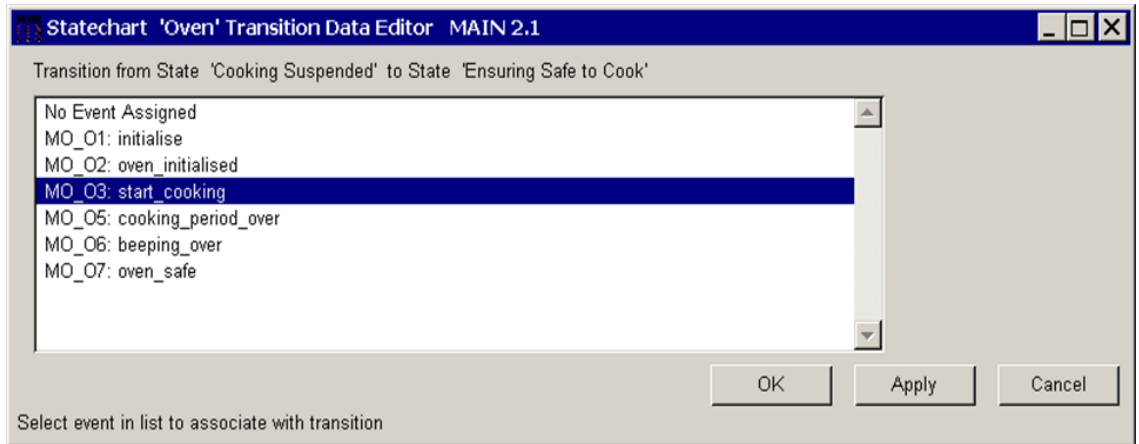 Statechart 'Oven' Transition Data Editor MAIN 2.1
Transition from State 'Cooking Suspended' to State 'Ensuring Safe to Cook'
No Event Assigned
MO_O1: initialise
MO_O2: oven_initialised
MO_O3: start_cooking
MO_O5: cooking_period_over
MO_O6: beeping_over
MO_O7: oven_safe
OK Apply Cancel
Select event in list to associate with transition